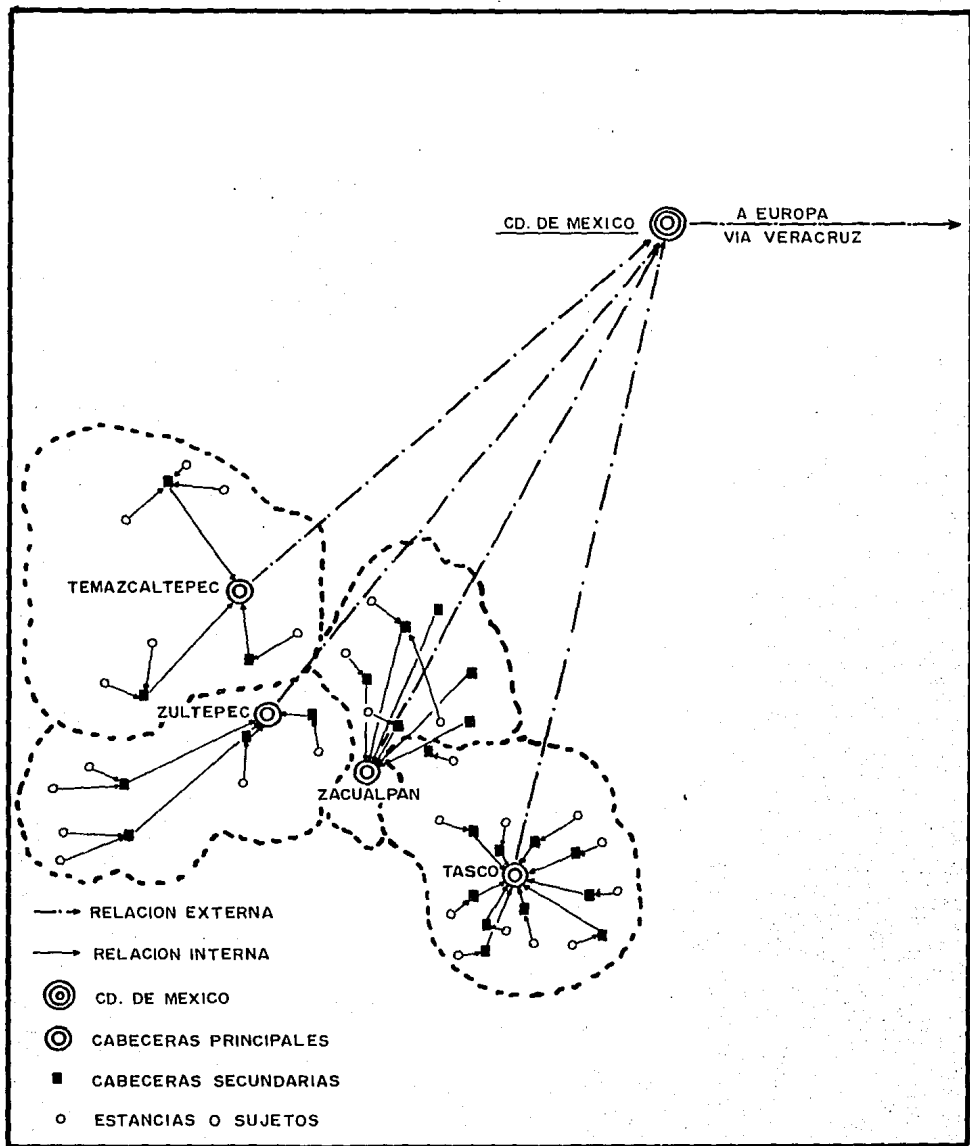 CD. DE MEXICO
A EUROPA
VIA VERACRUZ
TEMAZCALTEPEC
ZULTEPEC
ZACUALPAN
TASCO
RELACION EXTERNA
RELACION INTERNA
CD. DE MEXICO
CABECERAS PRINCIPALES
CABECERAS SECUNDARIAS
ESTANCIAS O SUJETOS